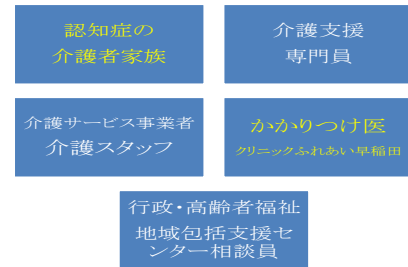 認知症の
介護者家族
介護支援
専門員
介護サービス事業者
介護スタッフ
かかりつけ医
クリニックふれあい早稲田
行政・高齢者福祉
地域包括支援セ
ンター相談員